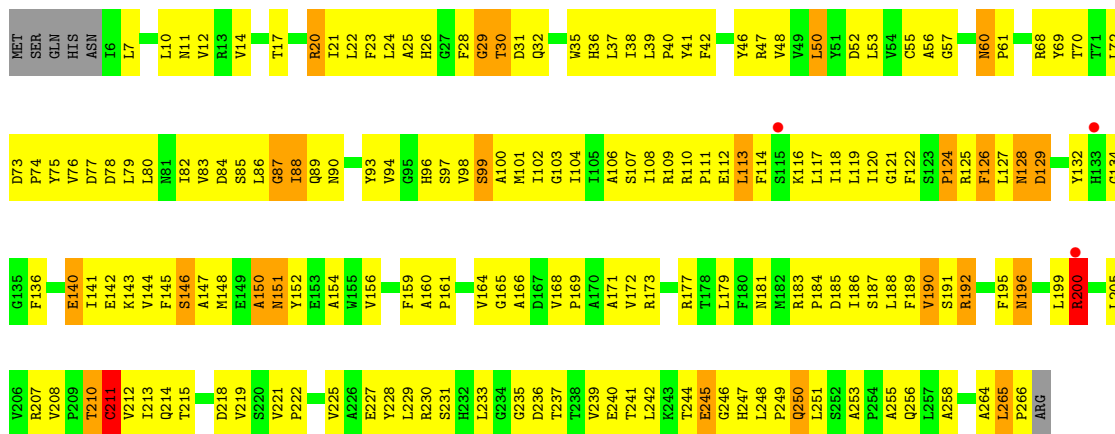 MET SER GLN HIS ASN I6 L7 L10 N11 V12 R13 V14 T17 R20 I21 L22 F23 L24 A25 H26 G27 F28 G29 T30 D31 Q32 W35 H36 L37 I38 L39 P40 Y41 F42 Y46 R47 V48 V49 L50 Y51 D52 L53 V54 C55 A56 G57 N60 P61 R68 Y69 T70 T71 L72
D73 P74 Y75 V76 D77 D78 L79 L80 N81 I82 V83 D84 S85 L86 G87 I88 Q89 N90 Y93 V94 G95 H96 S97 V98 S99 A100 M101 I102 G103 I104 I105 A106 S107 I108 R109 R110 P111 E112 L113 F114 S115 K116 L117 I118 L119 I120 G121 F122 S123 P124 R125 F126 L127 N128 D129 Y132 H133 G134
G135 F136 E140 I141 E142 K143 V144 F145 S146 A147 M148 E149 A150 N151 Y152 E153 A154 W155 V156 F159 A160 P161 V164 G165 A166 D167 V168 P169 A170 A171 V172 R173 R177 T178 L179 F180 N181 M182 R183 P184 D185 I186 S187 L188 F189 V190 S191 R192 F195 N196 L199 R200 L205
V206 R207 V208 P209 T210 C211 V212 I213 Q214 T215 D218 V219 S220 V221 P222 V225 A226 E227 Y228 L229 R230 S231 H232 L233 G234 G235 D236 T237 T238 V239 E240 T241 L242 K243 T244 E245 G246 H247 L248 P249 Q250 L251 S252 A253 P254 A255 Q256 L257 A258 A264 L265 P266 ARG